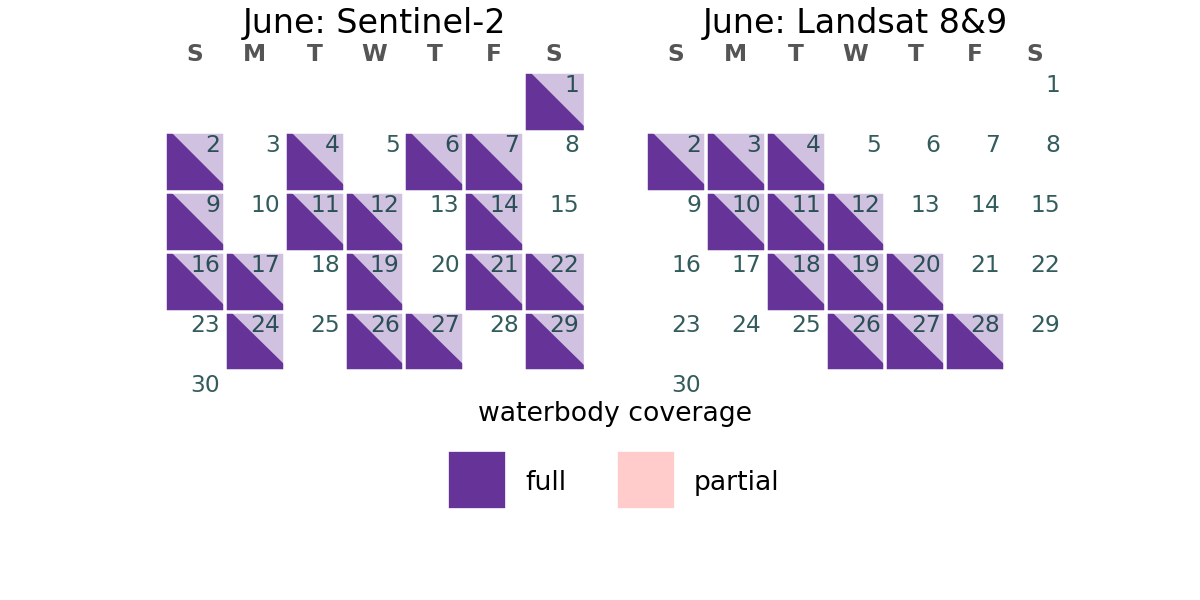 June: Sentinel-2
S M T W T F S
1
2 3 4 5 6 7 8
9 10 11 12 13 14 15
16 17 18 19 20 21 22
23 24 25 26 27 28 29
30
June: Landsat 8&9
S M T W T F S
1
2 3 4 5 6 7 8
9 10 11 12 13 14 15
16 17 18 19 20 21 22
23 24 25 26 27 28 29
30
waterbody coverage
full
partial